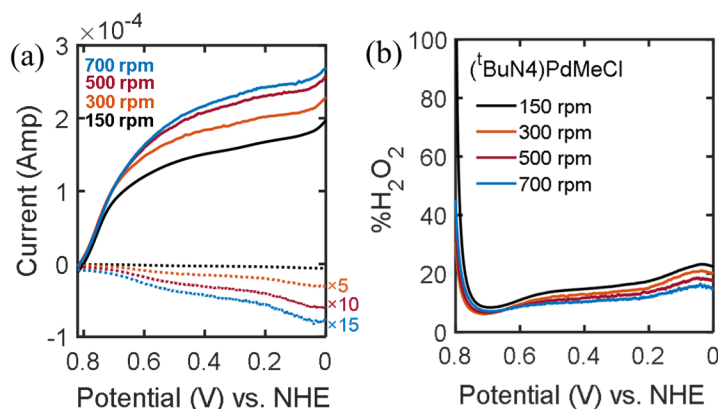 (a)
×10⁻⁴
3
2
1
0
-1
Current (Amp)
700 rpm
500 rpm
300 rpm
150 rpm
×5
×10
×15
0.8
0.6
0.4
0.2
0
Potential (V) vs. NHE
(b)
100
80
60
40
20
0
%H₂O₂
(ᵗBuN4)PdMeCl
150 rpm
300 rpm
500 rpm
700 rpm
0.8
0.6
0.4
0.2
0
Potential (V) vs. NHE